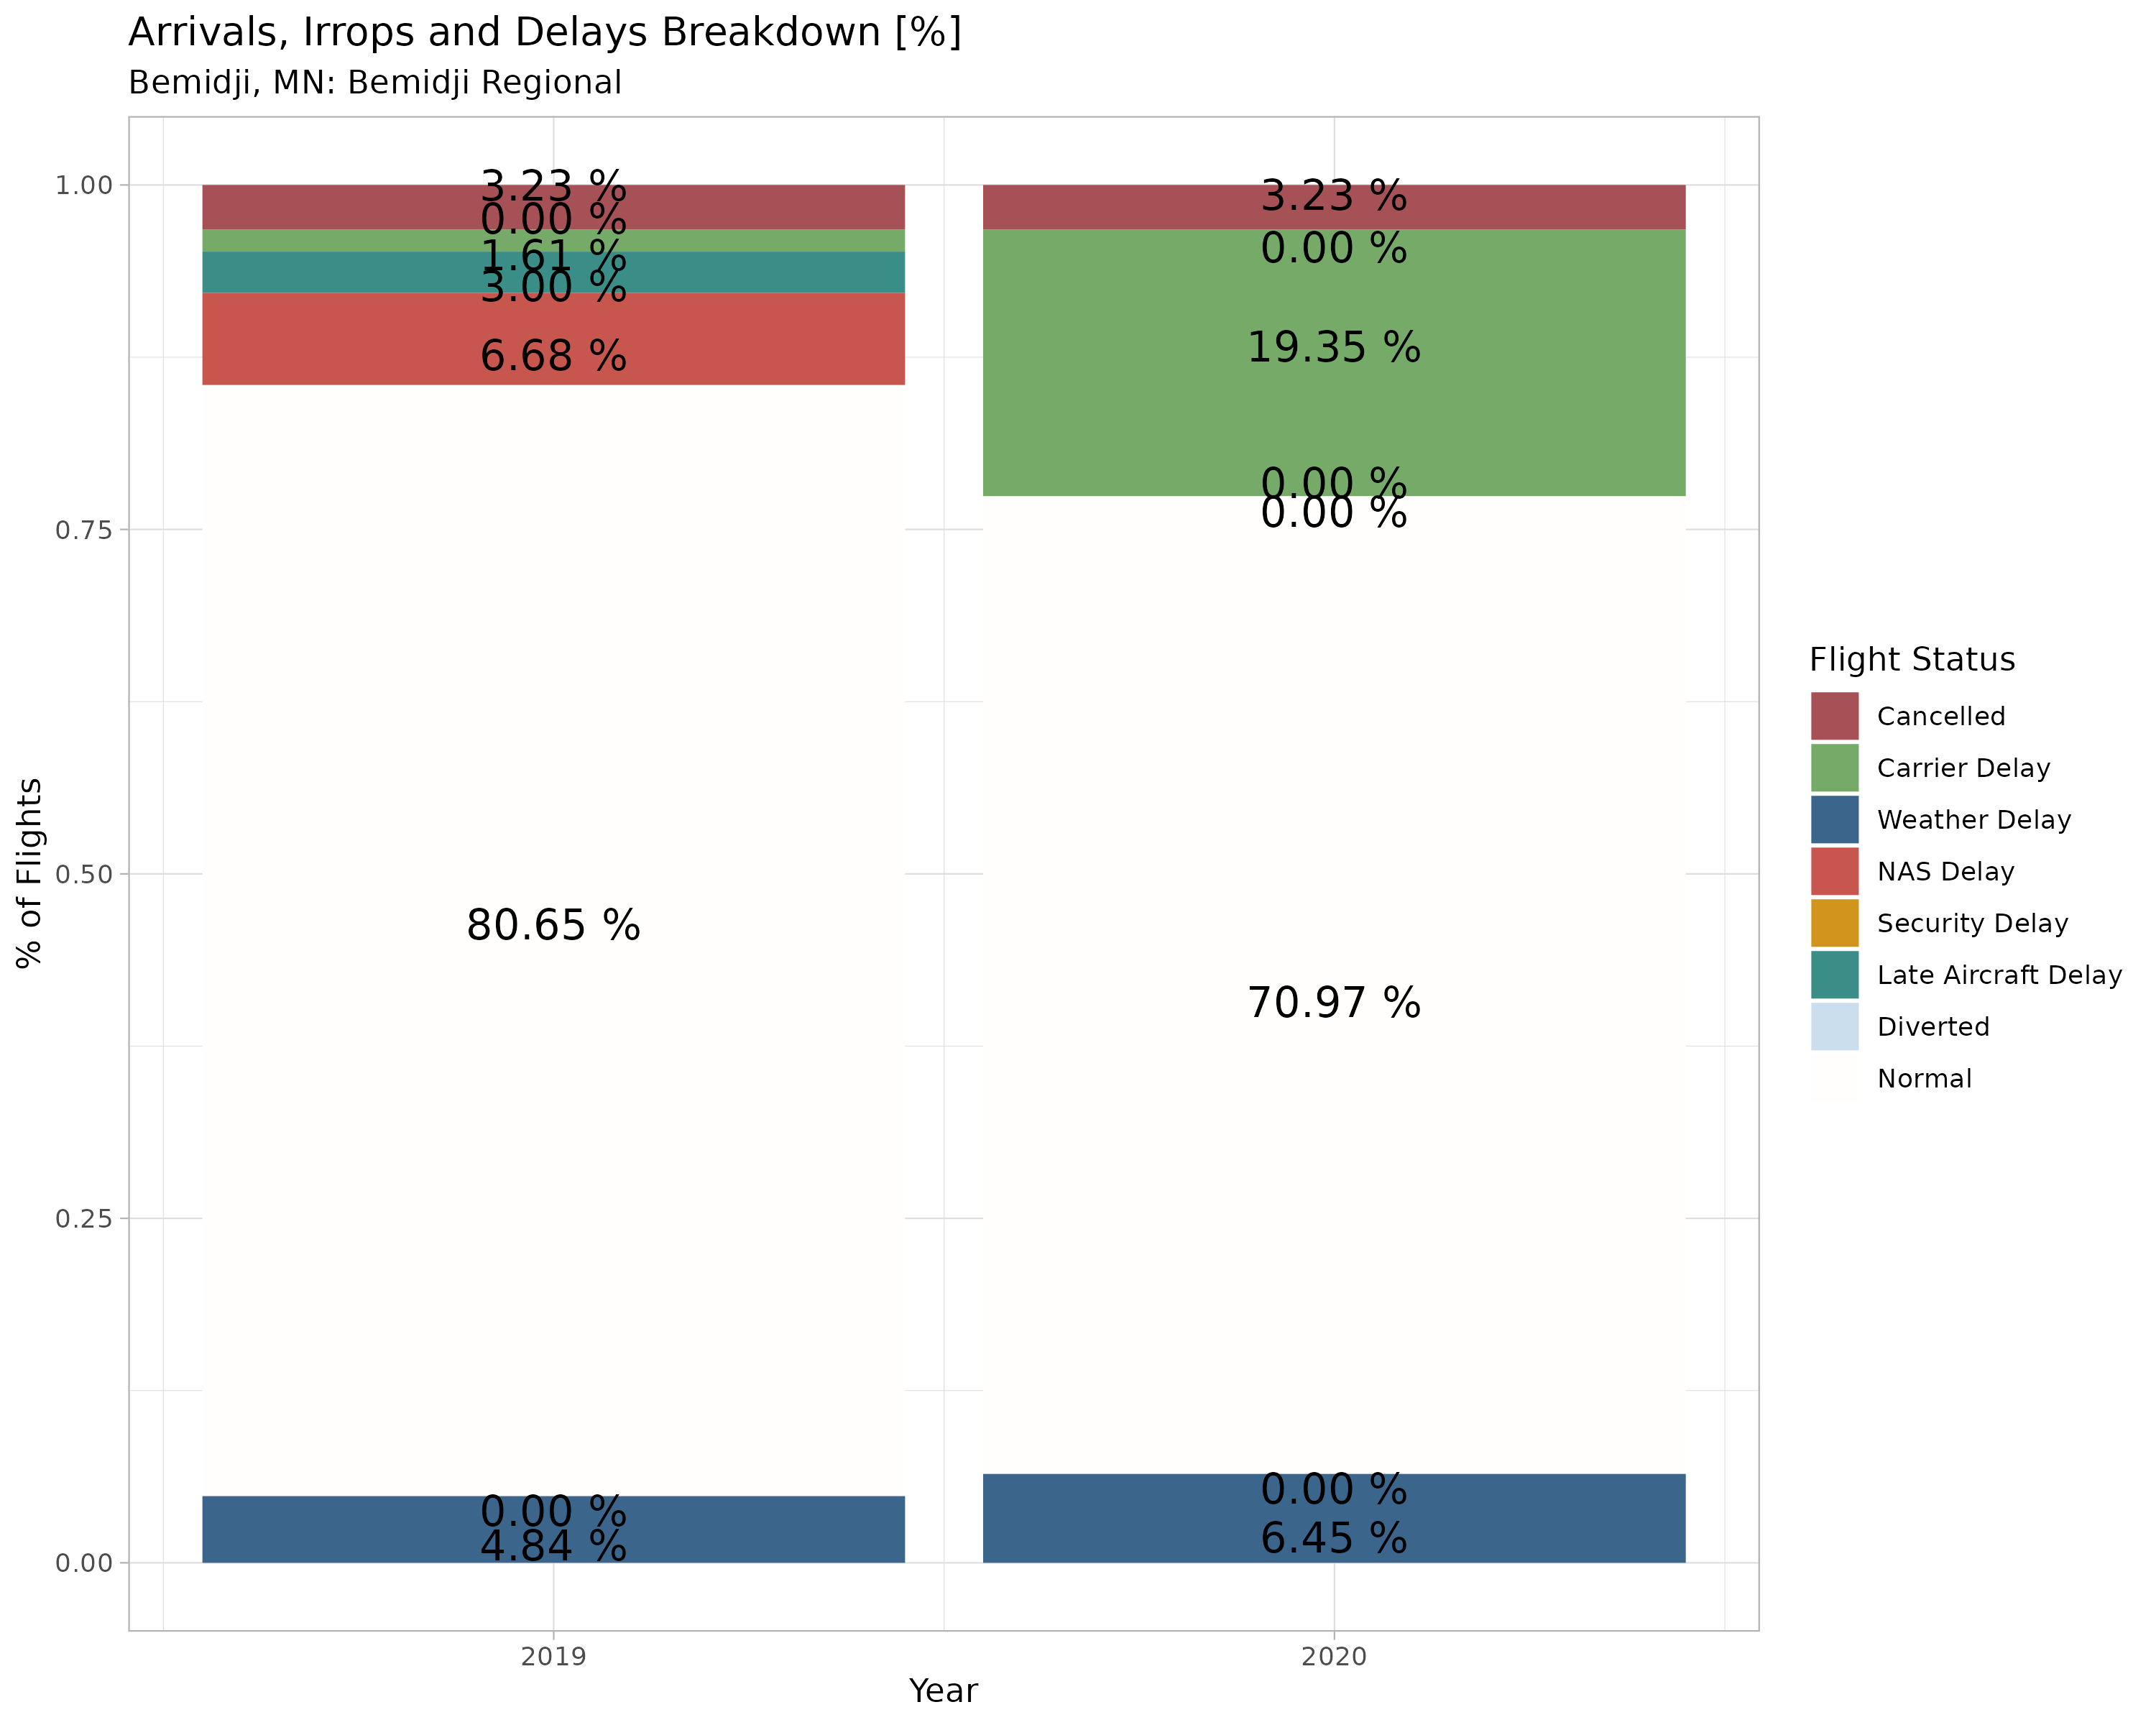 Arrivals, Irrops and Delays Breakdown [%]
Bemidji, MN: Bemidji Regional
% of Flights
1.00
0.75
0.50
0.25
0.00
3.23 %
0.00 %
1.61 %
3.00 %
6.68 %
80.65 %
0.00 %
4.84 %
3.23 %
0.00 %
19.35 %
0.00 %
0.00 %
70.97 %
0.00 %
6.45 %
2019
2020
Year
Flight Status
Cancelled
Carrier Delay
Weather Delay
NAS Delay
Security Delay
Late Aircraft Delay
Diverted
Normal